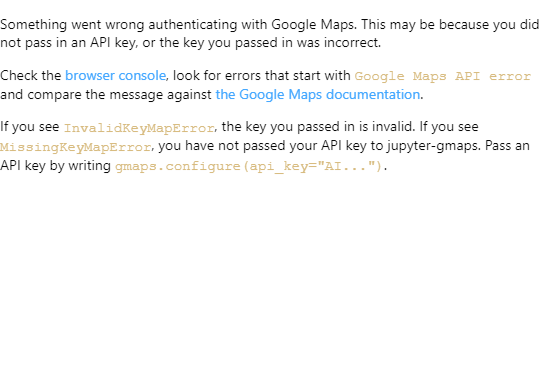 Something went wrong authenticating with Google Maps. This may be because you did
not pass in an API key, or the key you passed in was incorrect.
Check the browser console, look for errors that start with Google Maps API error
and compare the message against the Google Maps documentation.
If you see InvalidKeyMapError, the key you passed in is invalid. If you see
MissingKeyMapError, you have not passed your API key to jupyter-gmaps. Pass an
API key by writing gmaps.configure(api_key="AI...").